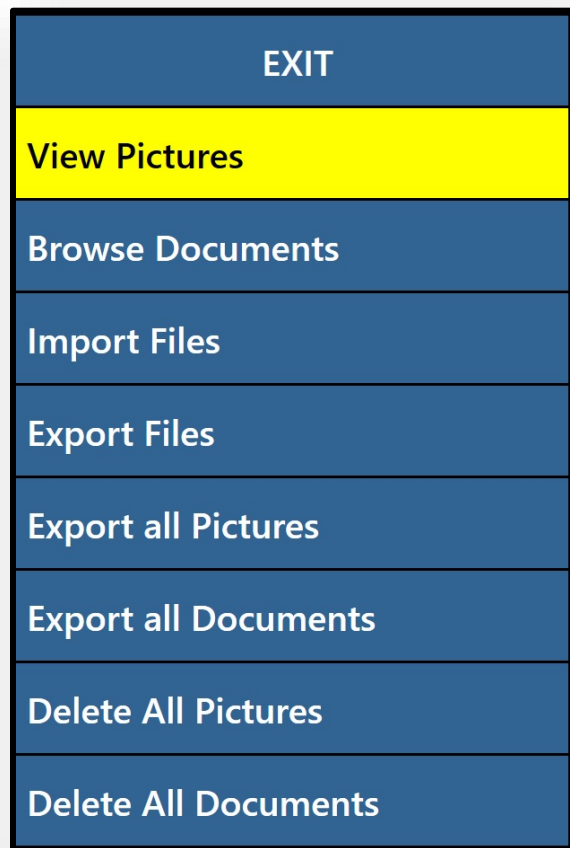 EXIT
View Pictures
Browse Documents
Import Files
Export Files
Export all Pictures
Export all Documents
Delete All Pictures
Delete All Documents